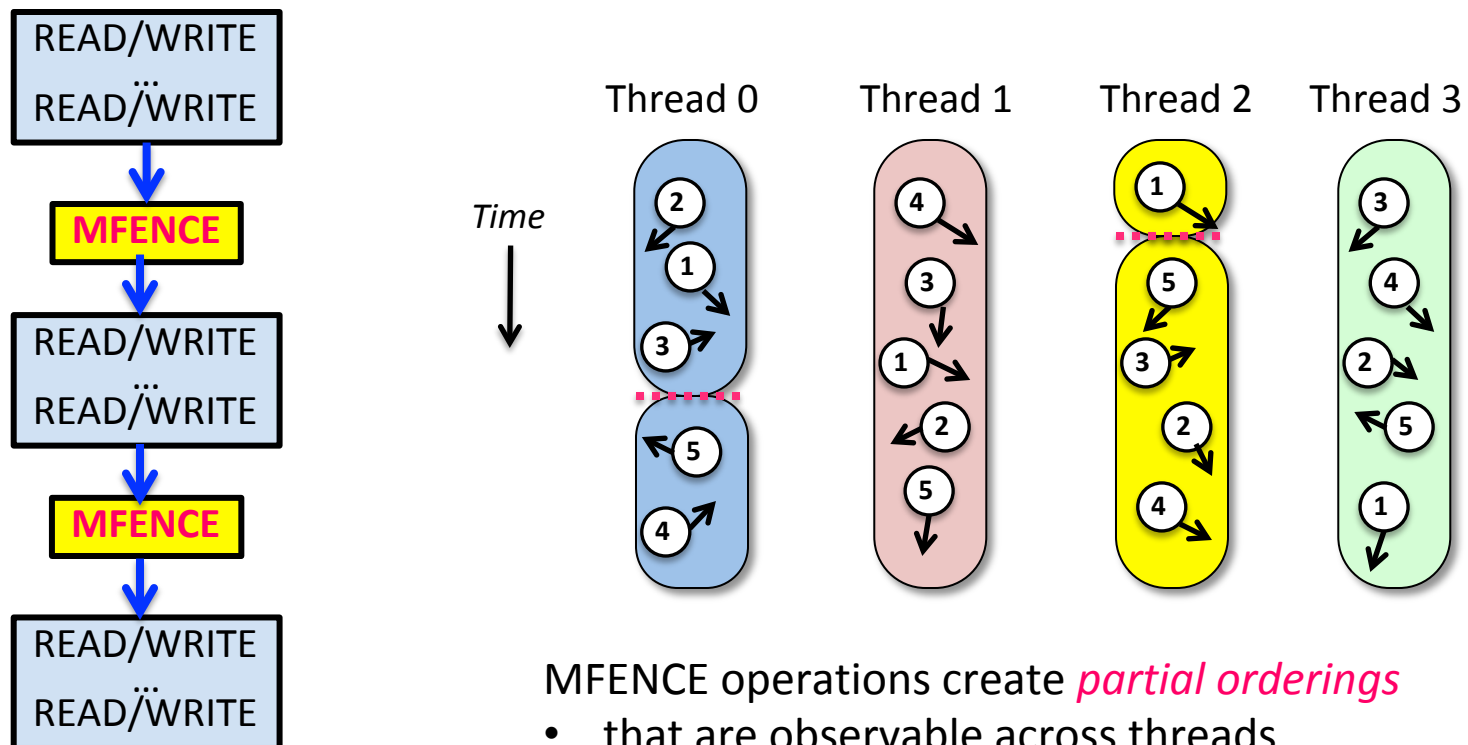 READ/WRITE
...
READ/WRITE
MFENCE
READ/WRITE
...
READ/WRITE
MFENCE
READ/WRITE
...
READ/WRITE
Time
Thread 0
2
1
3
5
4
Thread 1
4
3
1
2
5
Thread 2
1
5
3
2
4
Thread 3
3
4
2
5
1
MFENCE operations create partial orderings
• that are observable across threads